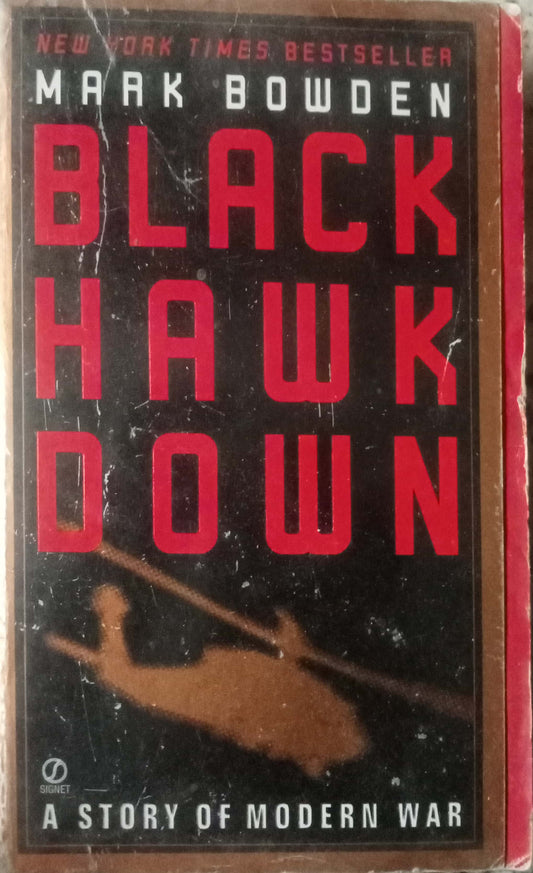 NEW YORK TIMES BESTSELLER
MARK BOWDEN
BLACK
HAWK
DOWN
SIGNET
A STORY OF MODERN WAR